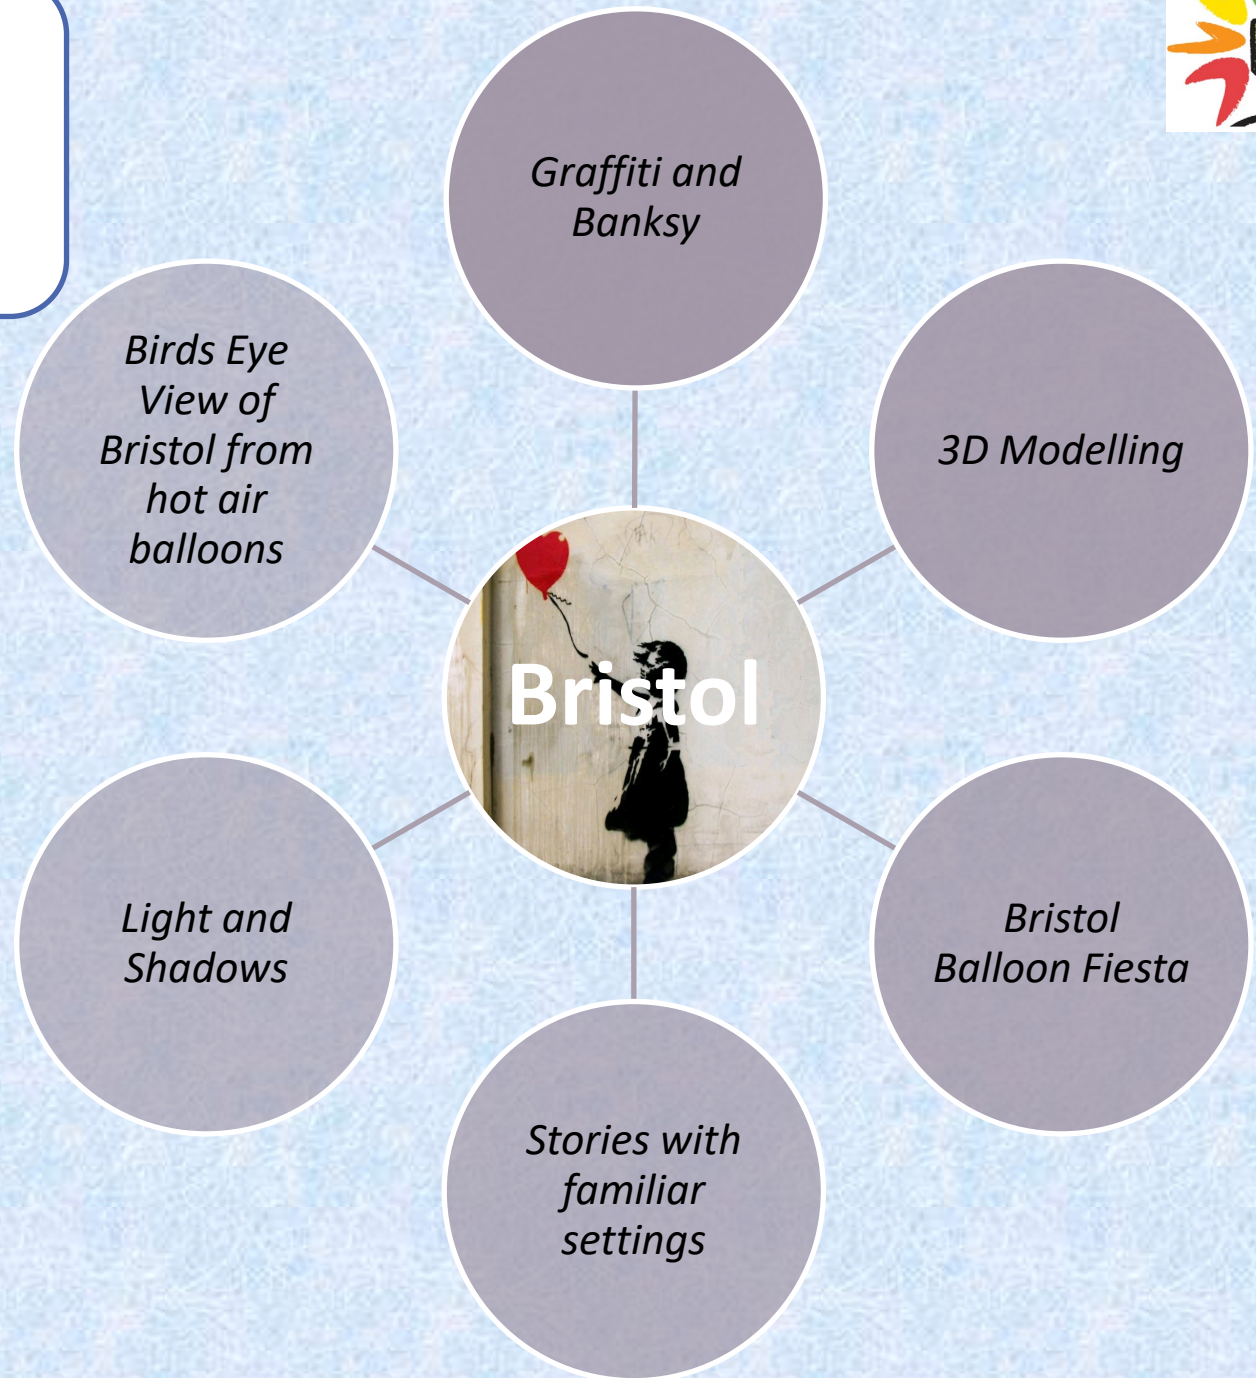 Graffiti and
Banksy
3D Modelling
Bristol
Balloon Fiesta
Stories with
familiar
settings
Light and
Shadows
Birds Eye
View of
Bristol from
hot air
balloons
Bristol